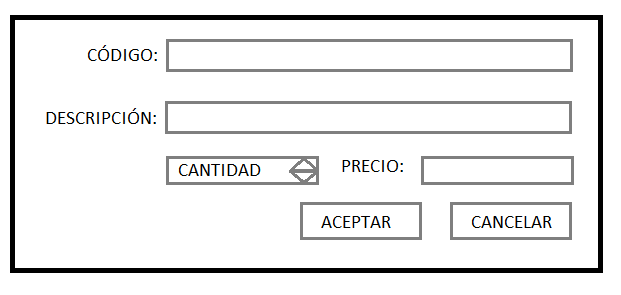 CÓDIGO:
DESCRIPCIÓN:
CANTIDAD PRECIO:
ACEPTAR CANCELAR